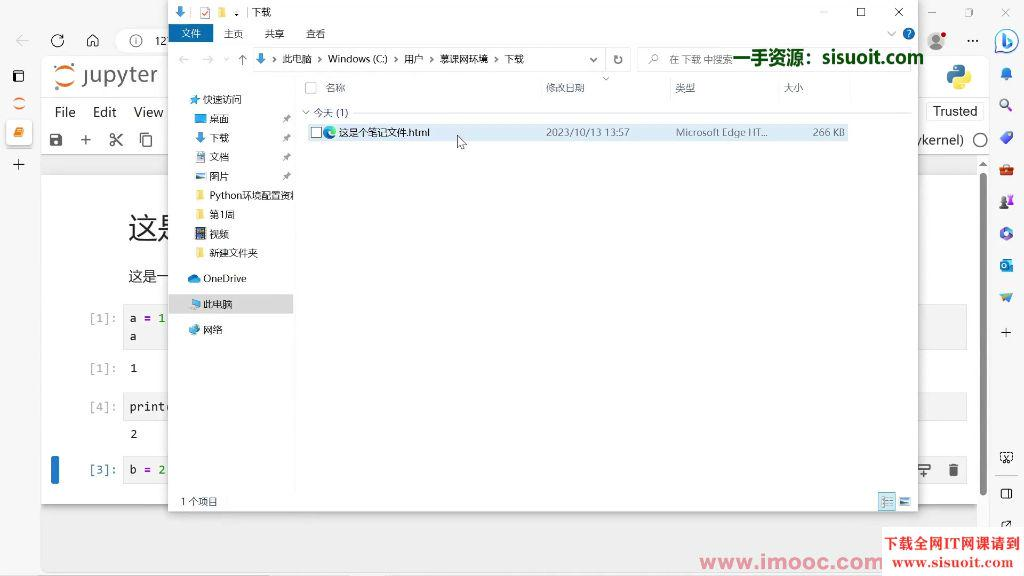 下载
文件 主页 共享 查看
此电脑 Windows (C:) 用户 慕课网环境 下载
在 下载 中搜索
一手资源：sisuoit.com
12
jupyter
File Edit View
Trusted
ykernel)
快速访问
桌面
下载
文档
图片
Python环境配置资
第1周
视频
新建文件夹
OneDrive
此电脑
网络
名称 修改日期 类型 大小
今天 (1)
这是个笔记文件.html 2023/10/13 13:57 Microsoft Edge HT... 266 KB
这是
这是一
[1]: a = 1
a
[1]: 1
[4]: print(
2
[3]: b = 2
1 个项目
www.imooc.com
下载全网IT网课请到
www.sisuoit.com